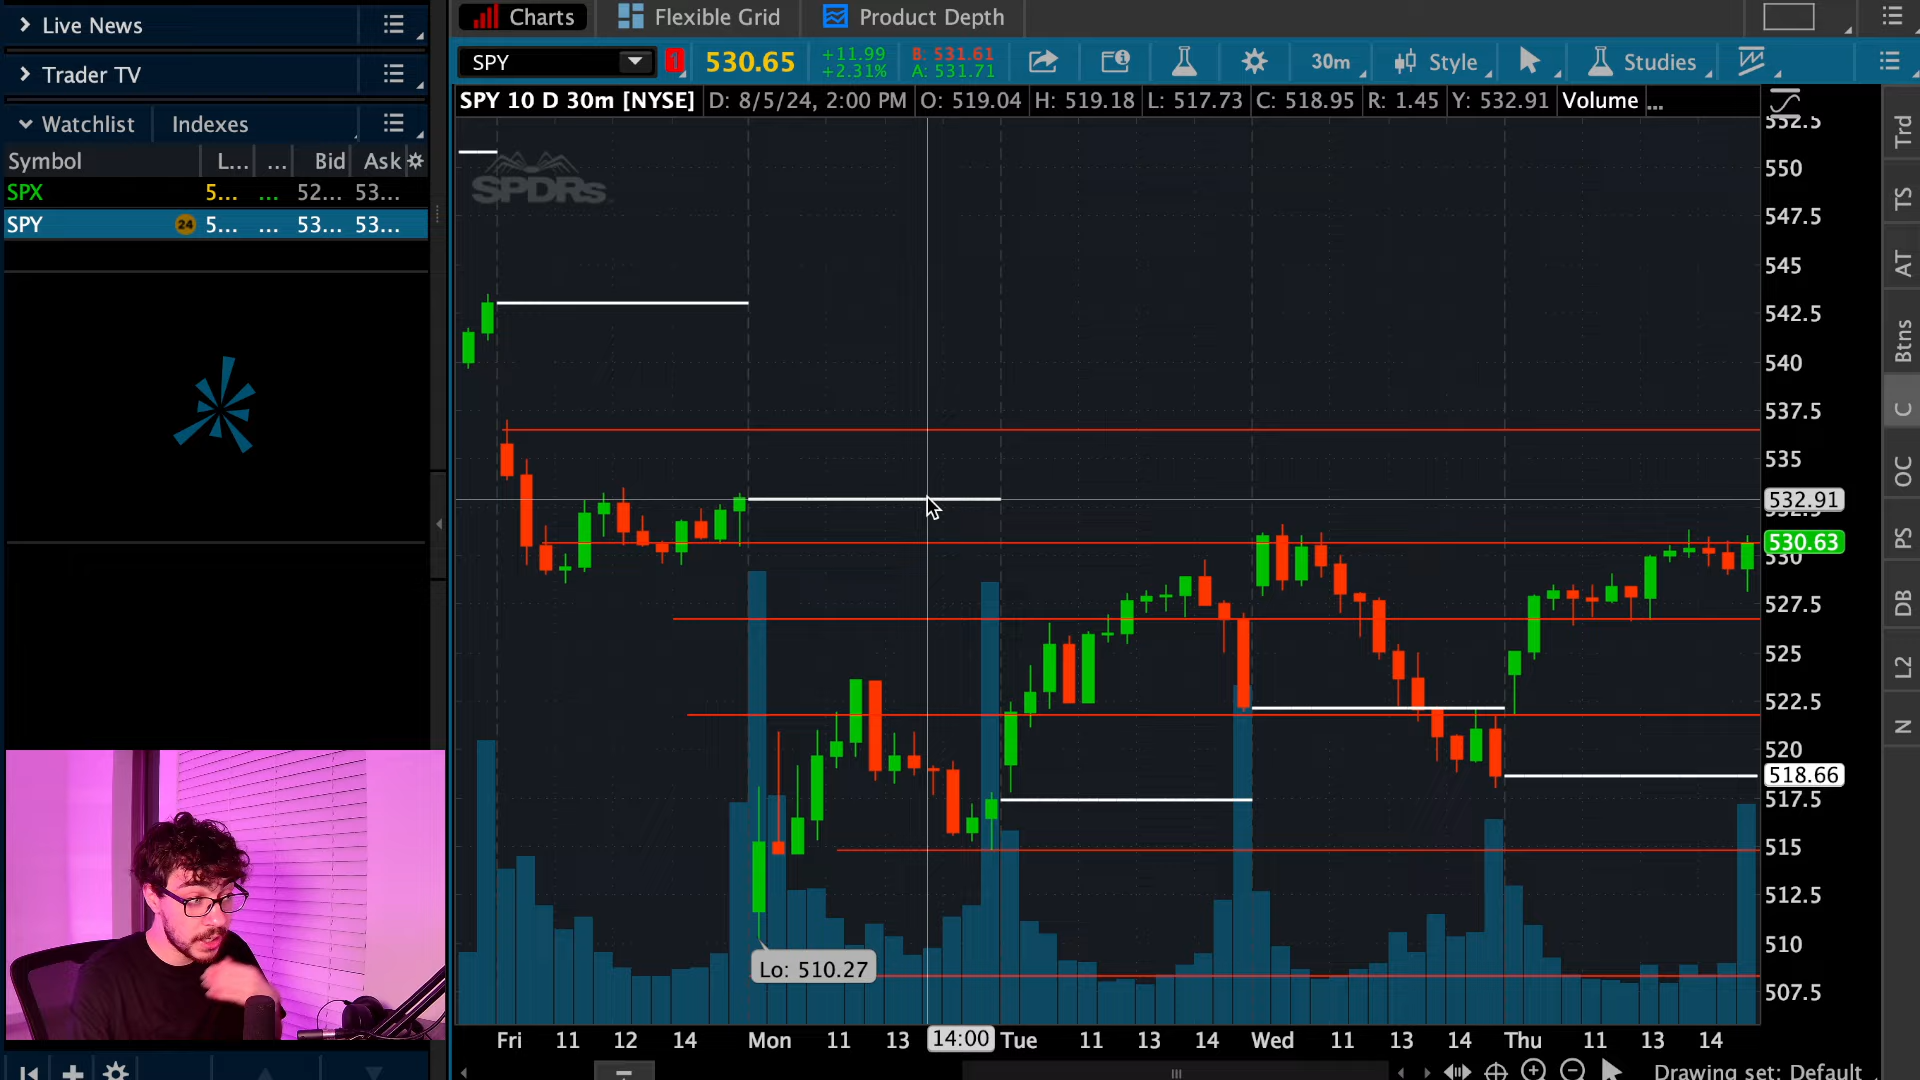 Live News
Trader TV
Watchlist Indexes
Symbol L... ... Bid Ask
SPX 5... ... 52... 53...
SPY 24 5... ... 53... 53...
Charts Flexible Grid Product Depth
SPY 1 530.65 +11.99 +2.31% B: 531.61 A: 531.71 30m Style Studies
SPY 10 D 30m [NYSE] D: 8/5/24, 2:00 PM O: 519.04 H: 519.18 L: 517.73 C: 518.95 R: 1.45 Y: 532.91 Volume ...
SPDRs
552.5
550
547.5
545
542.5
540
537.5
535
532.91
530.63
530
527.5
525
522.5
520
518.66
517.5
515
512.5
510
507.5
Lo: 510.27
Fri 11 12 14 Mon 11 13 14:00 Tue 11 13 14 Wed 11 13 14 Thu 11 13 14
Drawing set: Default
Trd
TS
AT
Btns
C
OC
PS
DB
L2
N